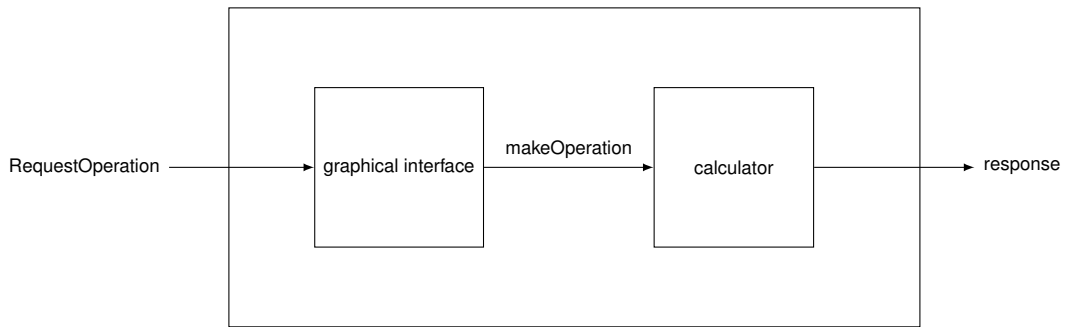 RequestOperation
graphical interface
makeOperation
calculator
response